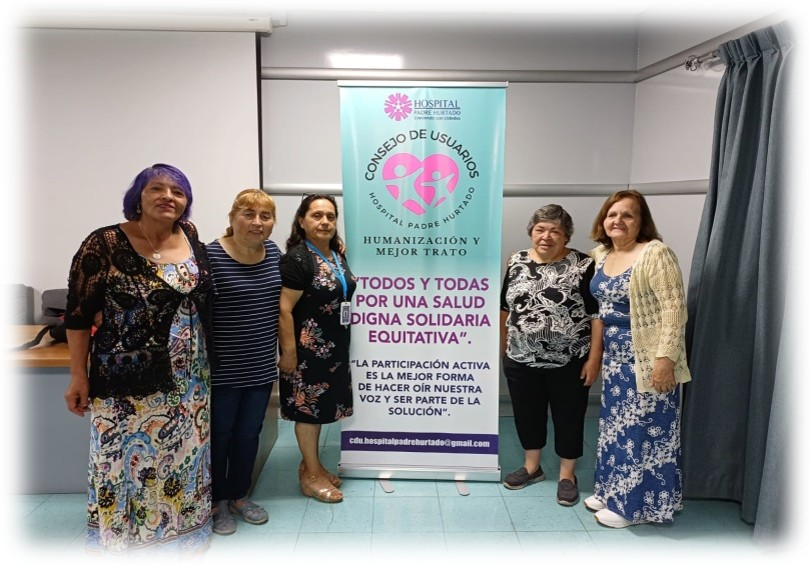 HOSPITAL
PADRE HURTADO
CONSEJO DE USUARIOS
HOSPITAL PADRE HURTADO
HUMANIZACIÓN Y
MEJOR TRATO
"TODOS Y TODAS
POR UNA SALUD
DIGNA SOLIDARIA
EQUITATIVA".
"LA PARTICIPACIÓN ACTIVA
ES LA MEJOR FORMA
DE HACER OÍR NUESTRA
VOZ Y SER PARTE DE LA
SOLUCIÓN".
cdu.hospitalpadrehurtado@gmail.com